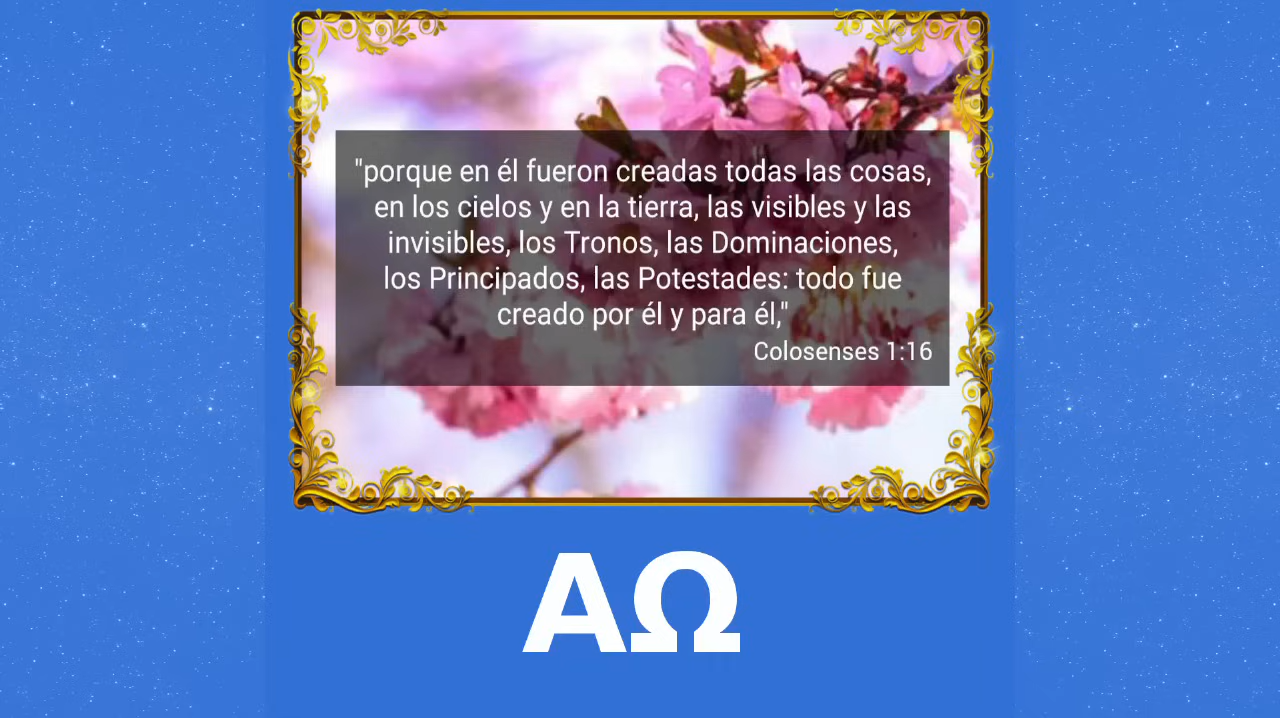 "porque en él fueron creadas todas las cosas,
en los cielos y en la tierra, las visibles y las
invisibles, los Tronos, las Dominaciones,
los Principados, las Potestades: todo fue
creado por él y para él,"
Colosenses 1:16
ΑΩ